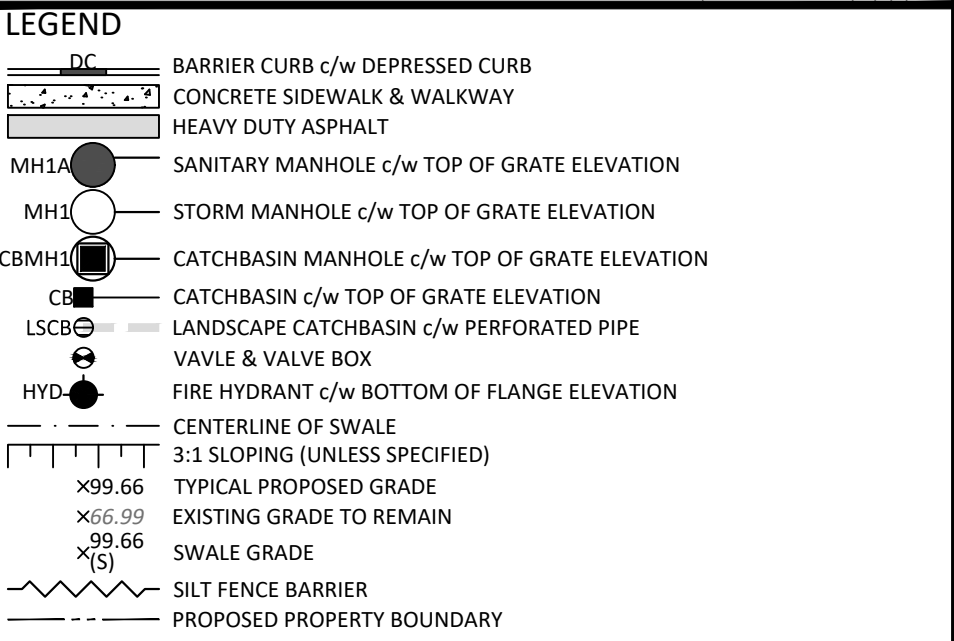 LEGEND
DC BARRIER CURB c/w DEPRESSED CURB
CONCRETE SIDEWALK & WALKWAY
HEAVY DUTY ASPHALT
MH1A SANITARY MANHOLE c/w TOP OF GRATE ELEVATION
MH1 STORM MANHOLE c/w TOP OF GRATE ELEVATION
CBMH1 CATCHBASIN MANHOLE c/w TOP OF GRATE ELEVATION
CB CATCHBASIN c/w TOP OF GRATE ELEVATION
LSCB LANDSCAPE CATCHBASIN c/w PERFORATED PIPE
VAVLE & VALVE BOX
HYD FIRE HYDRANT c/w BOTTOM OF FLANGE ELEVATION
CENTERLINE OF SWALE
3:1 SLOPING (UNLESS SPECIFIED)
×99.66 TYPICAL PROPOSED GRADE
×66.99 EXISTING GRADE TO REMAIN
×99.66
(S) SWALE GRADE
SILT FENCE BARRIER
PROPOSED PROPERTY BOUNDARY